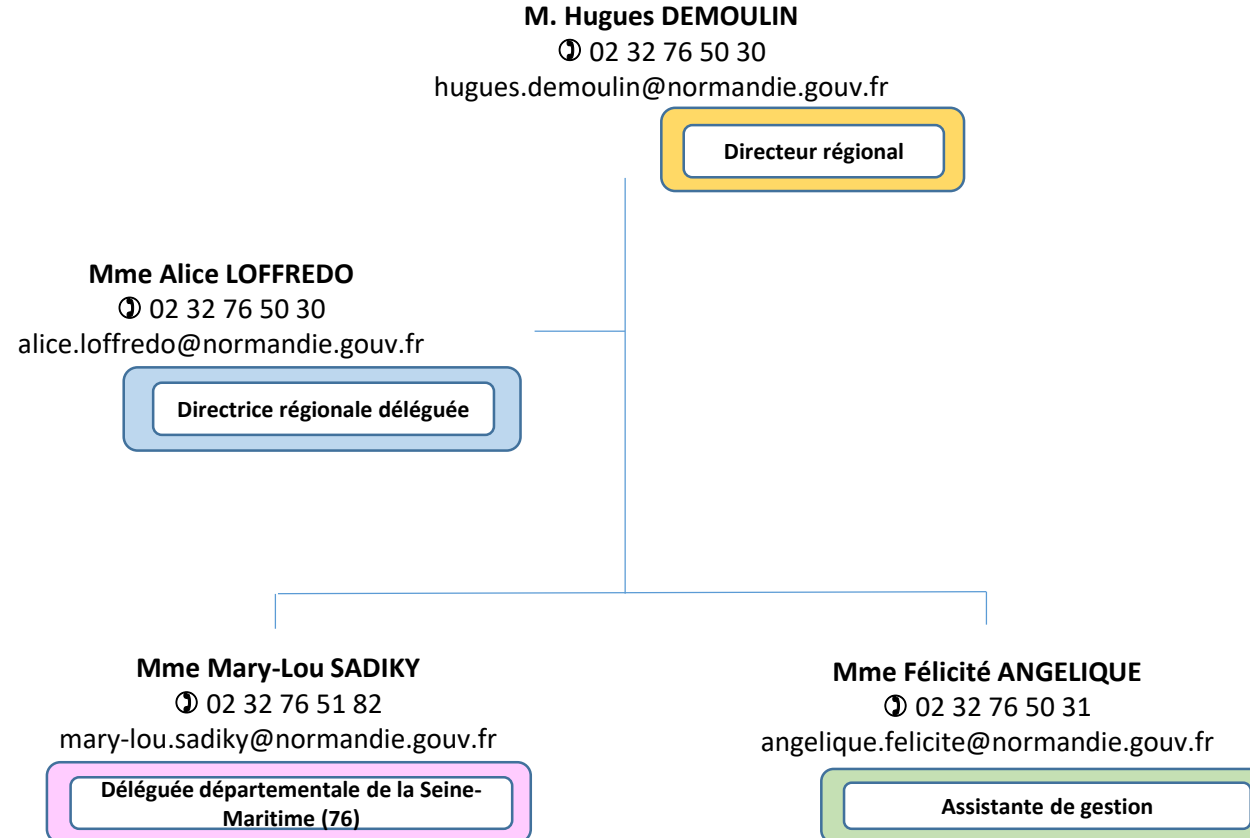 M. Hugues DEMOULIN
✆ 02 32 76 50 30
hugues.demoulin@normandie.gouv.fr
Directeur régional
Mme Alice LOFFREDO
✆ 02 32 76 50 30
alice.loffredo@normandie.gouv.fr
Directrice régionale déléguée
Mme Mary-Lou SADIKY
✆ 02 32 76 51 82
mary-lou.sadiky@normandie.gouv.fr
Déléguée départementale de la Seine-
Maritime (76)
Mme Félicité ANGELIQUE
✆ 02 32 76 50 31
angelique.felicite@normandie.gouv.fr
Assistante de gestion